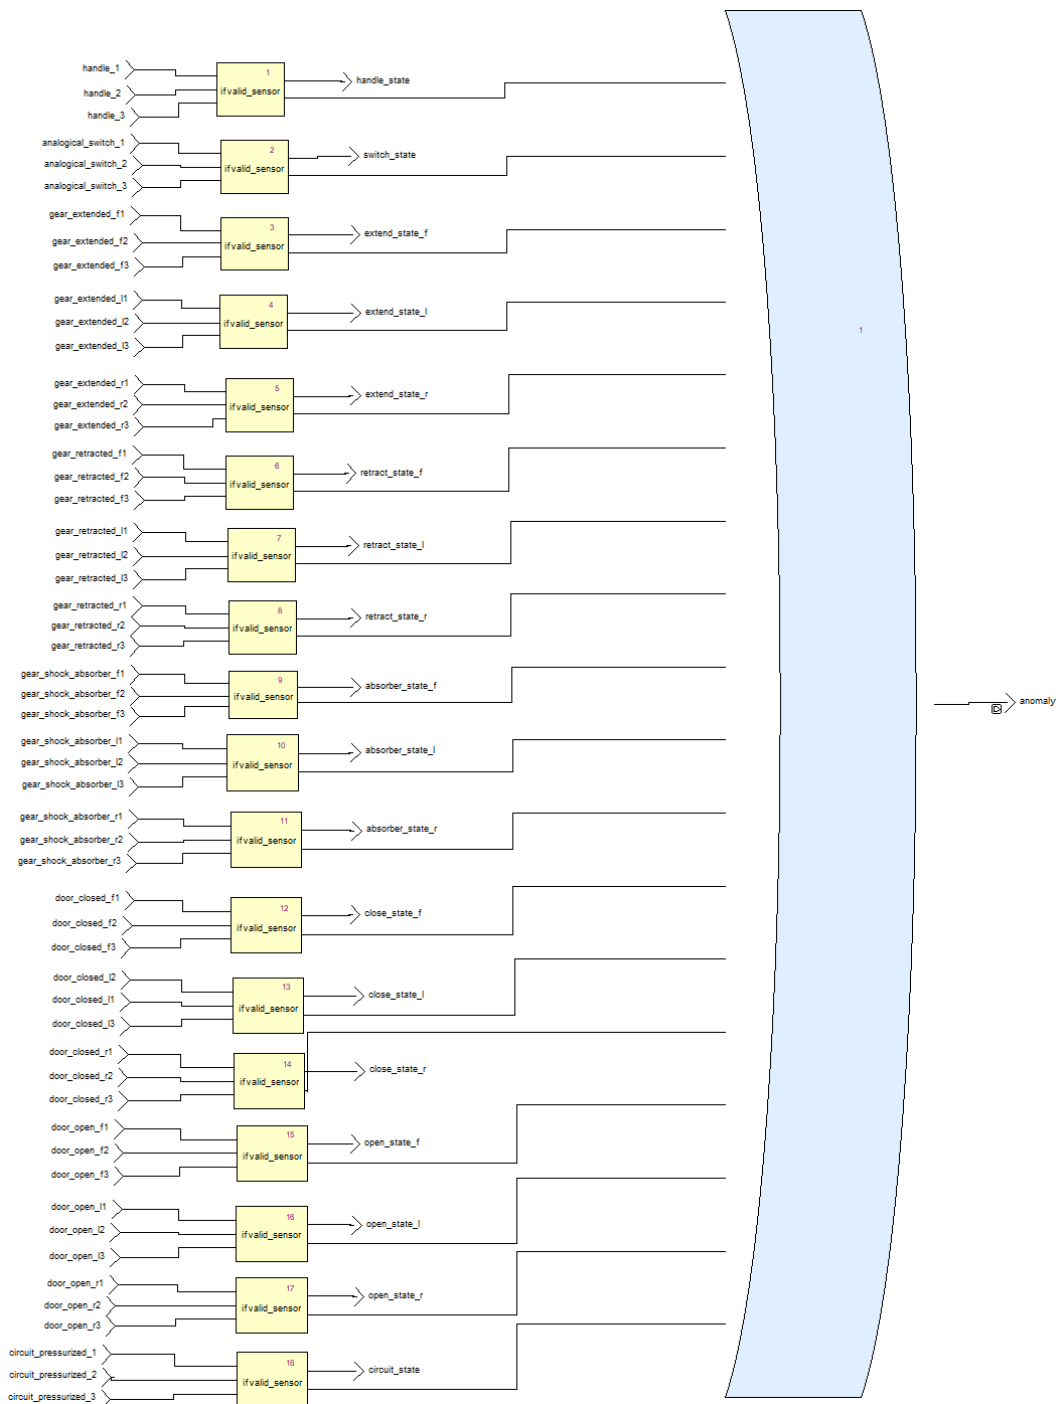 handle_1
handle_2
handle_3
1
ifvalid_sensor
handle_state
analogical_switch_1
analogical_switch_2
analogical_switch_3
2
ifvalid_sensor
switch_state
gear_extended_f1
gear_extended_f2
gear_extended_f3
3
ifvalid_sensor
extend_state_f
gear_extended_l1
gear_extended_l2
gear_extended_l3
4
ifvalid_sensor
extend_state_l
1
gear_extended_r1
gear_extended_r2
gear_extended_r3
5
ifvalid_sensor
extend_state_r
gear_retracted_f1
gear_retracted_f2
gear_retracted_f3
6
ifvalid_sensor
retract_state_f
gear_retracted_l1
gear_retracted_l2
gear_retracted_l3
7
ifvalid_sensor
retract_state_l
gear_retracted_r1
gear_retracted_r2
gear_retracted_r3
8
ifvalid_sensor
retract_state_r
gear_shock_absorber_f1
gear_shock_absorber_f2
gear_shock_absorber_f3
9
ifvalid_sensor
absorber_state_f
anomaly
gear_shock_absorber_l1
gear_shock_absorber_l2
gear_shock_absorber_l3
10
ifvalid_sensor
absorber_state_l
gear_shock_absorber_r1
gear_shock_absorber_r2
gear_shock_absorber_r3
11
ifvalid_sensor
absorber_state_r
door_closed_f1
door_closed_f2
door_closed_f3
12
ifvalid_sensor
close_state_f
door_closed_l2
door_closed_l1
door_closed_l3
13
ifvalid_sensor
close_state_l
door_closed_r1
door_closed_r2
door_closed_r3
14
ifvalid_sensor
close_state_r
door_open_f1
door_open_f2
door_open_f3
15
ifvalid_sensor
open_state_f
door_open_l1
door_open_l2
door_open_l3
16
ifvalid_sensor
open_state_l
door_open_r1
door_open_r2
door_open_r3
17
ifvalid_sensor
open_state_r
circuit_pressurized_1
circuit_pressurized_2
circuit_pressurized_3
18
ifvalid_sensor
circuit_state